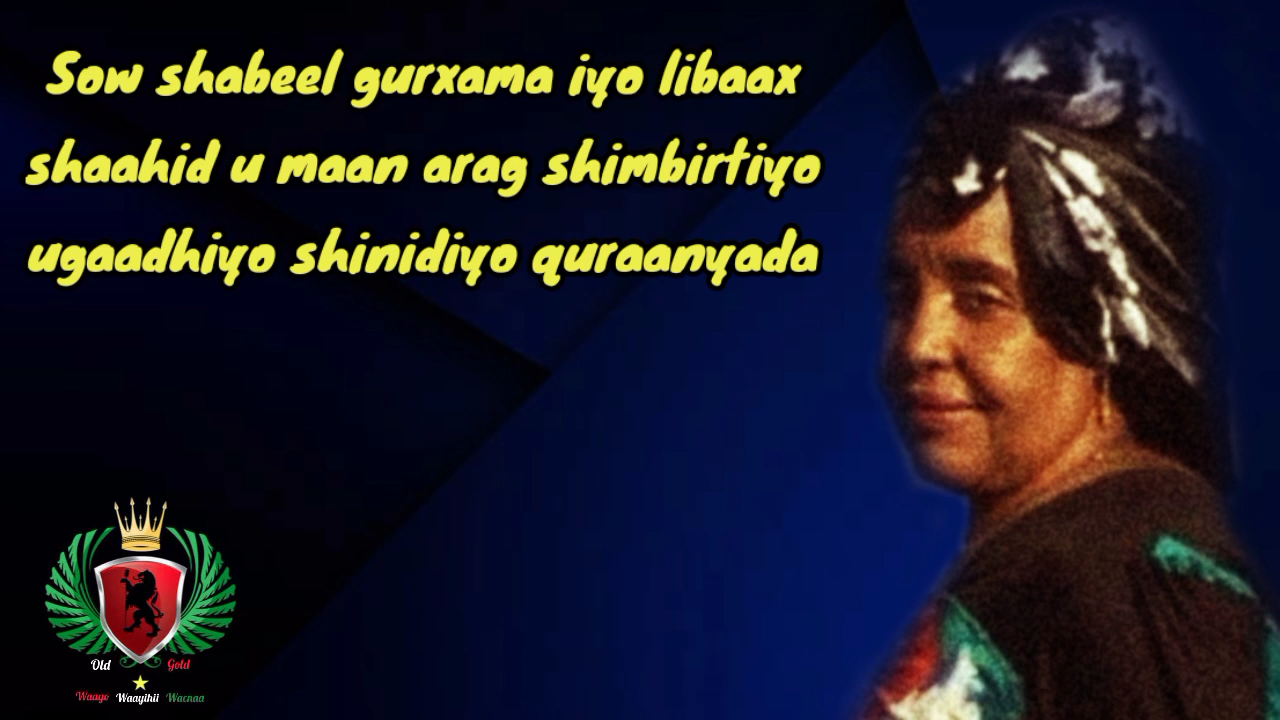 Sow shabeel gurxama iyo libaax
shaahid u maan arag shimbirtiyo
ugaadhiyo shinidiyo quraanyada
Old Gold
Waayo Waayihii Wacnaa